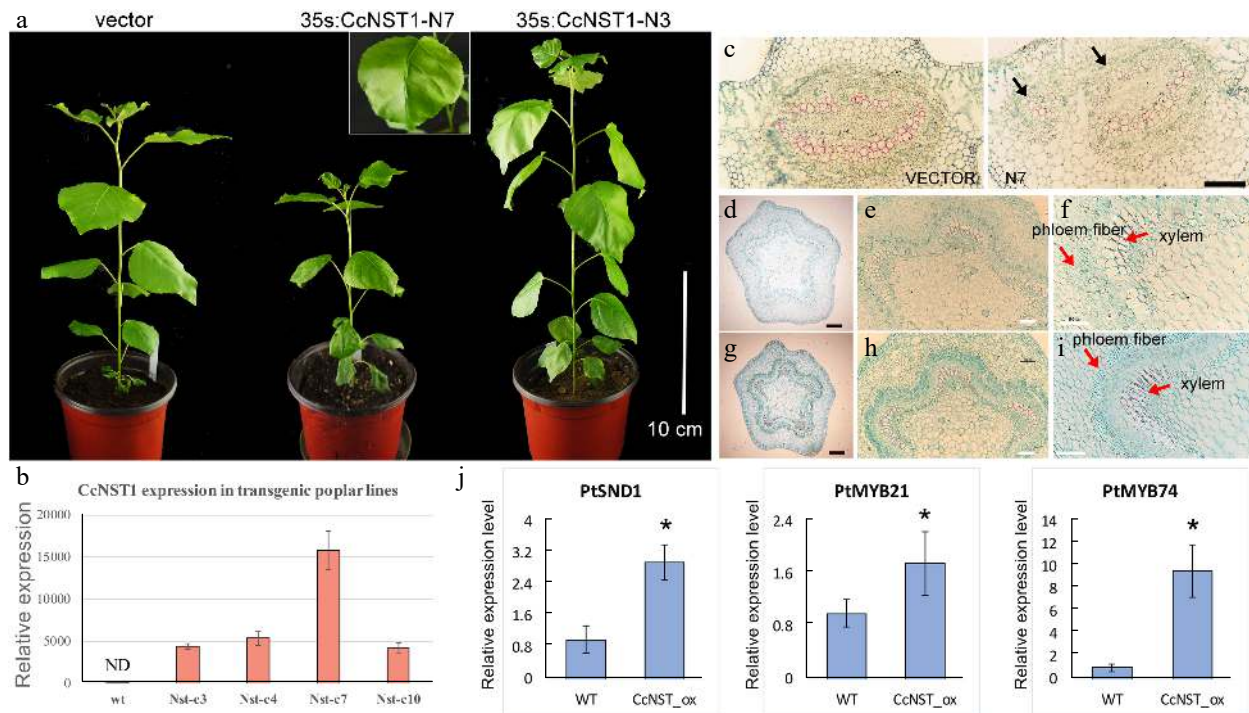 a
vector
35s:CcNST1-N7
35s:CcNST1-N3
10 cm
b
CcNST1 expression in transgenic poplar lines
Relative expression
20000
15000
10000
5000
0
ND
wt
Nst-c3
Nst-c4
Nst-c7
Nst-c10
c
VECTOR
N7
d
e
f
phloem fiber
xylem
g
h
i
phloem fiber
xylem
j
PtSND1
Relative expression level
4
3.2
2.4
1.6
0.8
0
*
WT
CcNST_ox
PtMYB21
Relative expression level
2.4
1.6
0.8
0
*
WT
CcNST_ox
PtMYB74
Relative expression level
14
12
10
8
6
4
2
0
*
WT
CcNST_ox